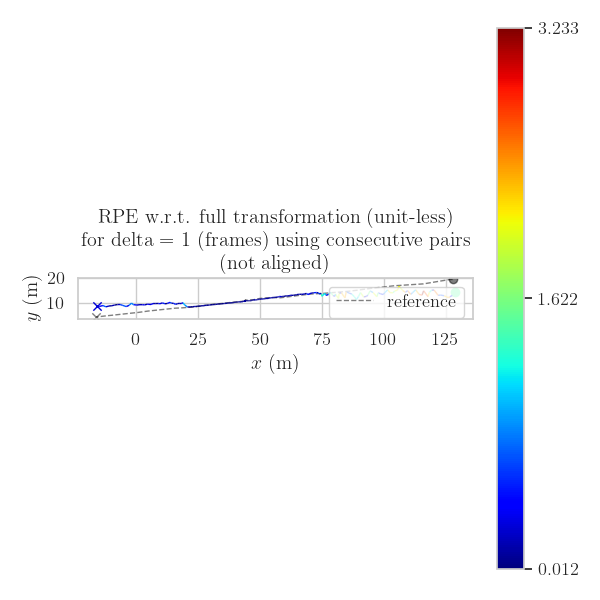 RPE w.r.t. full transformation (unit-less)
for delta = 1 (frames) using consecutive pairs
(not aligned)
20
10
y (m)
reference
0
25
50
75
100
125
x (m)
3.233
1.622
0.012